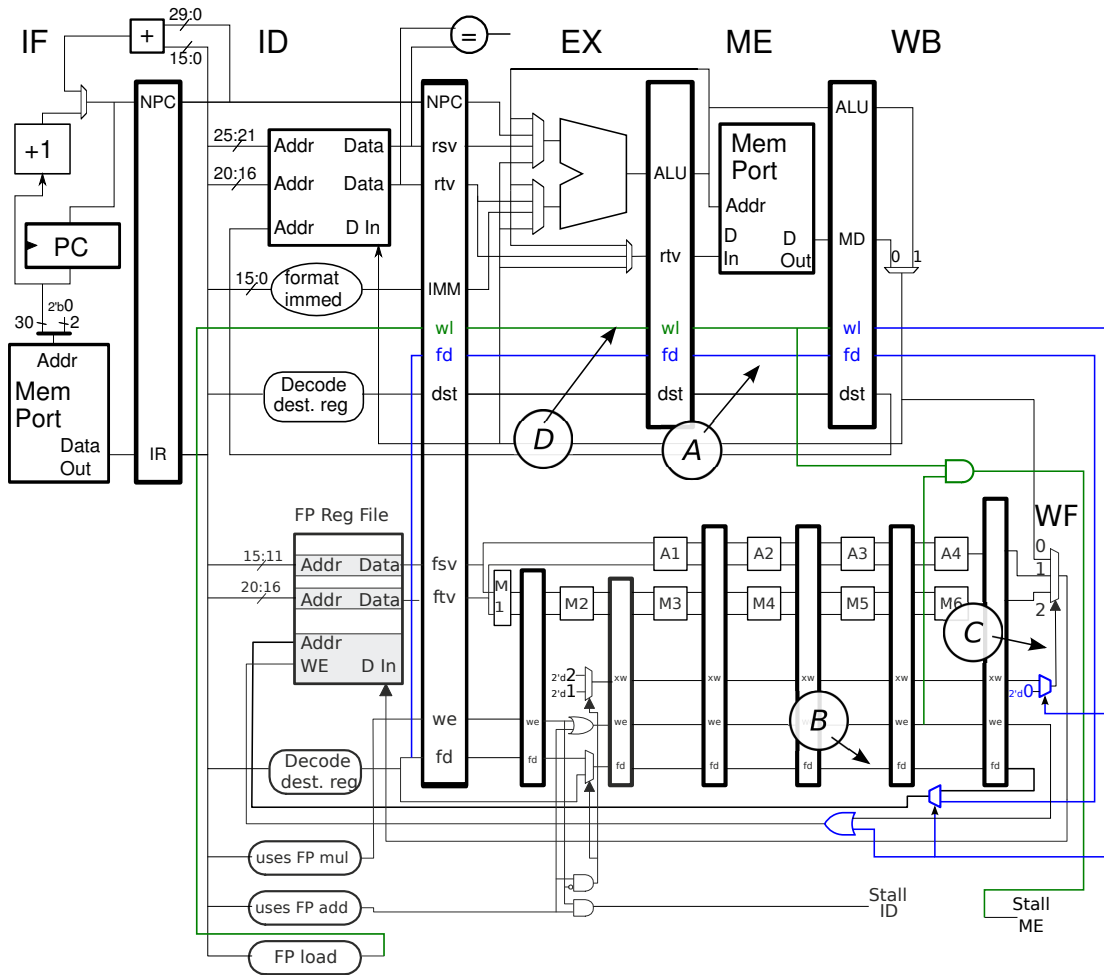 IF
ID
EX
ME
WB
29:0
15:0
+
=
NPC
NPC
ALU
+1
PC
30
2'b0
2
Addr
Mem
Port
Data
Out
IR
25:21
20:16
Addr
Data
Addr
Data
Addr
D In
15:0
format
immed
Decode
dest. reg
rsv
rtv
IMM
wl
fd
dst
ALU
rtv
wl
fd
dst
Mem
Port
Addr
D
In
D
Out
MD
wl
fd
dst
0
1
D
A
FP Reg File
15:11
20:16
Addr
Data
Addr
Data
Addr
WE
D In
fsv
ftv
we
fd
M
1
M2
A1
A2
A3
A4
M3
M4
M5
M6
WF
0
1
2
C
2'd2
2'd1
xw
xw
xw
xw
xw
2'd0
B
we
we
we
we
we
we
fd
fd
fd
fd
fd
fd
Decode
dest. reg
uses FP mul
uses FP add
FP load
Stall
ID
Stall
ME